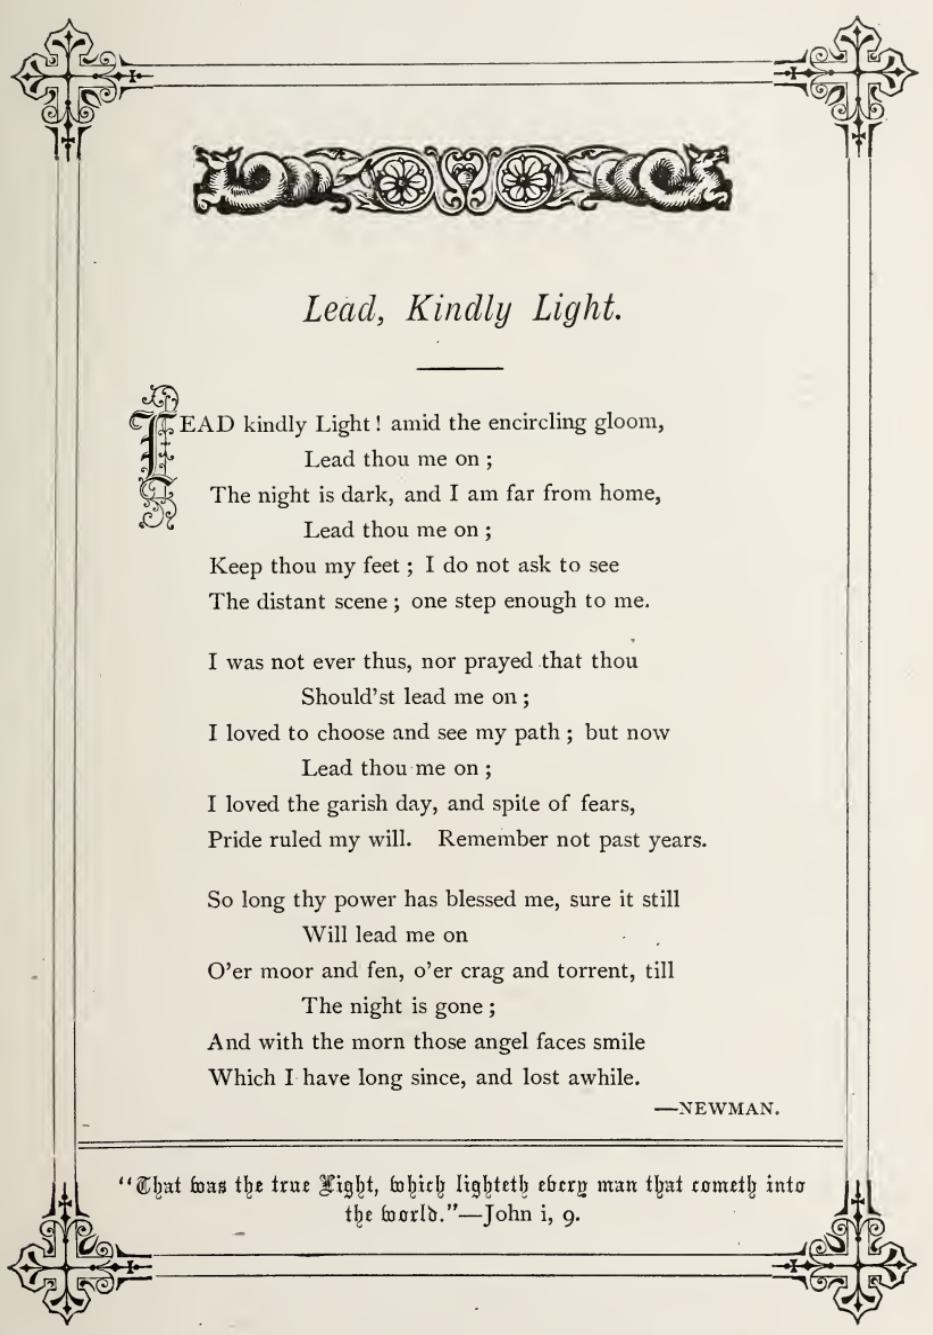 Lead, Kindly Light.
LEAD kindly Light! amid the encircling gloom,
Lead thou me on;
The night is dark, and I am far from home,
Lead thou me on;
Keep thou my feet; I do not ask to see
The distant scene; one step enough to me.
I was not ever thus, nor prayed that thou
Should'st lead me on;
I loved to choose and see my path; but now
Lead thou me on;
I loved the garish day, and spite of fears,
Pride ruled my will. Remember not past years.
So long thy power has blessed me, sure it still
Will lead me on
O'er moor and fen, o'er crag and torrent, till
The night is gone;
And with the morn those angel faces smile
Which I have long since, and lost awhile.
—NEWMAN.
"That was the true Light, which lighteth every man that cometh into
the world."—John i, 9.